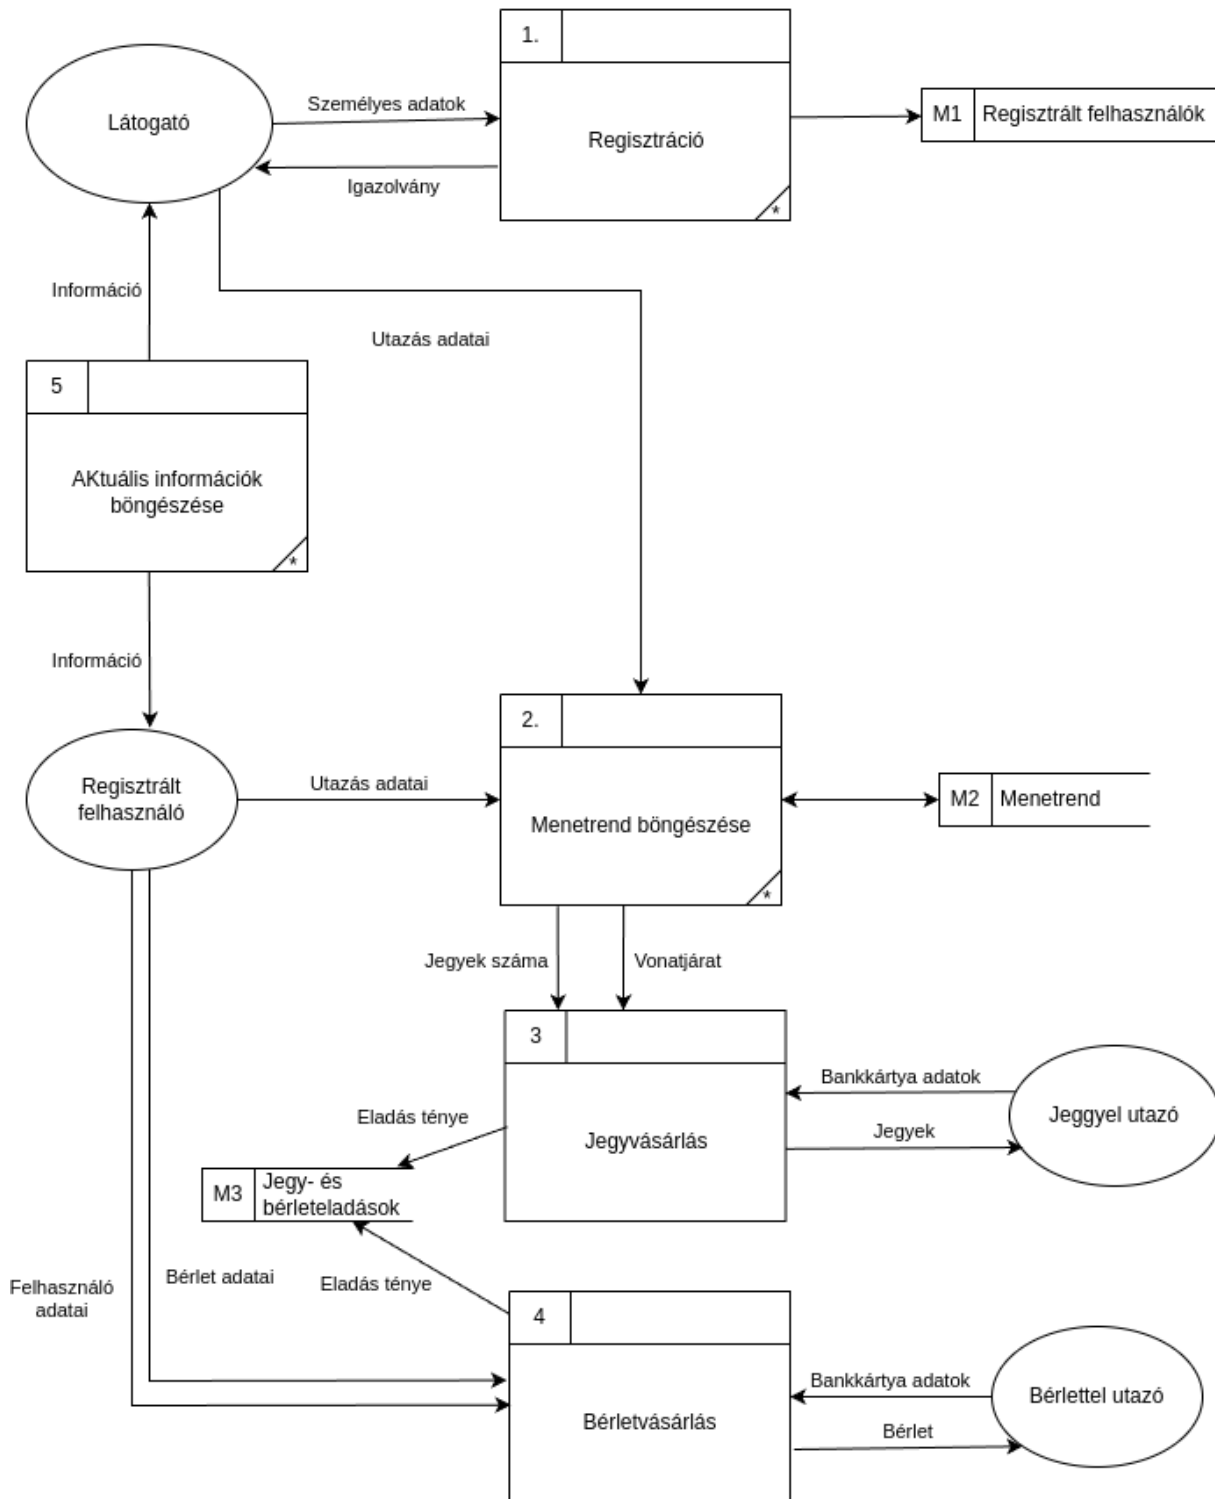 1.
Látogató
Személyes adatok
Regisztráció
M1
Regisztrált felhasználók
Igazolvány
*
Információ
Utazás adatai
5
AKtuális információk
böngészése
*
Információ
2.
Regisztrált
felhasználó
Utazás adatai
Menetrend böngészése
M2
Menetrend
*
Jegyek száma
Vonatjárat
3
Bankkártya adatok
Jeggyel utazó
Eladás ténye
Jegyvásárlás
Jegyek
M3
Jegy- és
bérleteladások
Felhasználó
adatai
Bérlet adatai
Eladás ténye
4
Bankkártya adatok
Bérlettel utazó
Bérletvásárlás
Bérlet